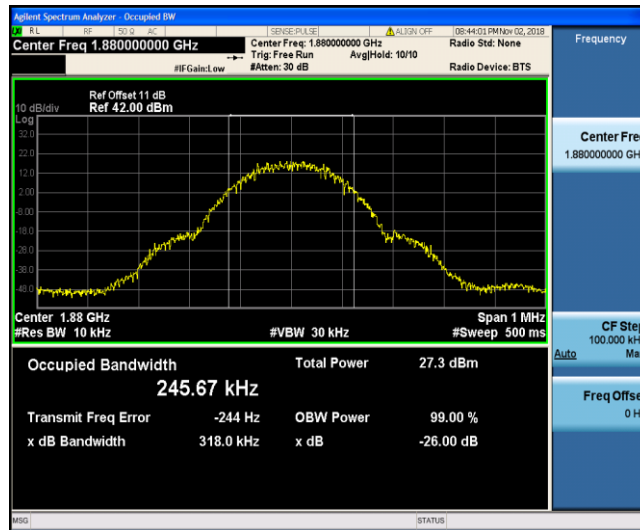 Agilent Spectrum Analyzer - Occupied BW
RL RF 50 Ω AC SENSE:PULSE ALIGN OFF 08:44:01 PM Nov 02, 2018
Center Freq 1.880000000 GHz
Center Freq: 1.880000000 GHz
Radio Std: None
Trig: Free Run Avg|Hold: 10/10
#IFGain:Low #Atten: 30 dB Radio Device: BTS
Ref Offset 11 dB
10 dB/div Ref 42.00 dBm
Log
32.0
22.0
12.0
2.00
-8.00
-18.0
-28.0
-38.0
-48.0
Center 1.88 GHz Span 1 MHz
#Res BW 10 kHz #VBW 30 kHz #Sweep 500 ms
Occupied Bandwidth Total Power 27.3 dBm
245.67 kHz
Transmit Freq Error -244 Hz OBW Power 99.00 %
x dB Bandwidth 318.0 kHz x dB -26.00 dB
MSG STATUS
Frequency
Center Fre
1.880000000 GH
CF Step
100.000 kH
Auto Ma
Freq Offse
0 H